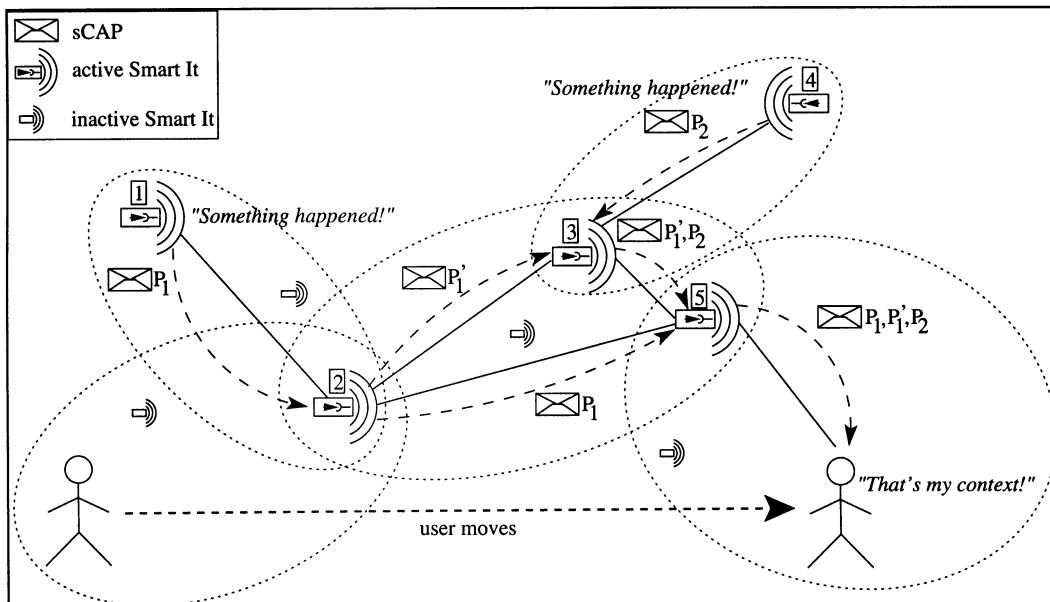 sCAP
active Smart It
inactive Smart It
4
"Something happened!"
P2
1
"Something happened!"
3
P1',P2
P1
P1'
5
P1,P1',P2
2
P1
"That's my context!"
user moves